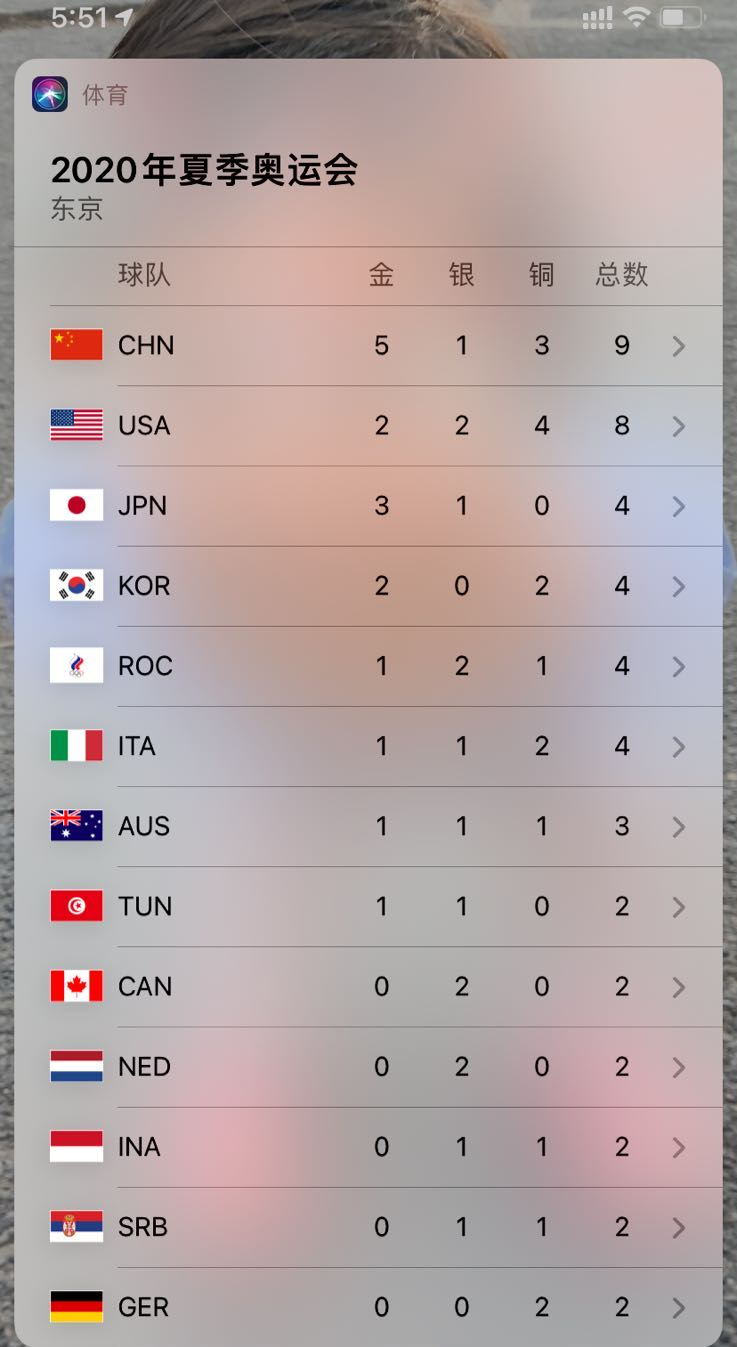 5:51
体育
2020年夏季奥运会
东京
球队 金 银 铜 总数
CHN 5 1 3 9
USA 2 2 4 8
JPN 3 1 0 4
KOR 2 0 2 4
ROC 1 2 1 4
ITA 1 1 2 4
AUS 1 1 1 3
TUN 1 1 0 2
CAN 0 2 0 2
NED 0 2 0 2
INA 0 1 1 2
SRB 0 1 1 2
GER 0 0 2 2